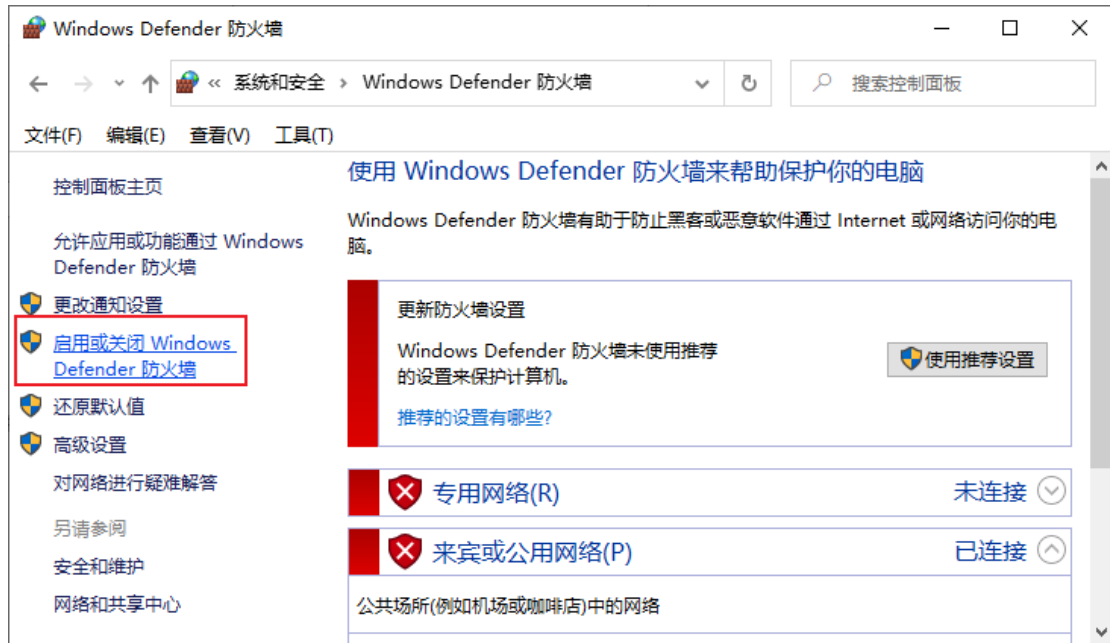 Windows Defender 防火墙
« 系统和安全 › Windows Defender 防火墙
搜索控制面板
文件(F) 编辑(E) 查看(V) 工具(T)
控制面板主页
允许应用或功能通过 Windows
Defender 防火墙
更改通知设置
启用或关闭 Windows
Defender 防火墙
还原默认值
高级设置
对网络进行疑难解答
另请参阅
安全和维护
网络和共享中心
使用 Windows Defender 防火墙来帮助保护你的电脑
Windows Defender 防火墙有助于防止黑客或恶意软件通过 Internet 或网络访问你的电
脑。
更新防火墙设置
Windows Defender 防火墙未使用推荐
的设置来保护计算机。
使用推荐设置
推荐的设置有哪些?
专用网络(R) 未连接
来宾或公用网络(P) 已连接
公共场所(例如机场或咖啡店)中的网络